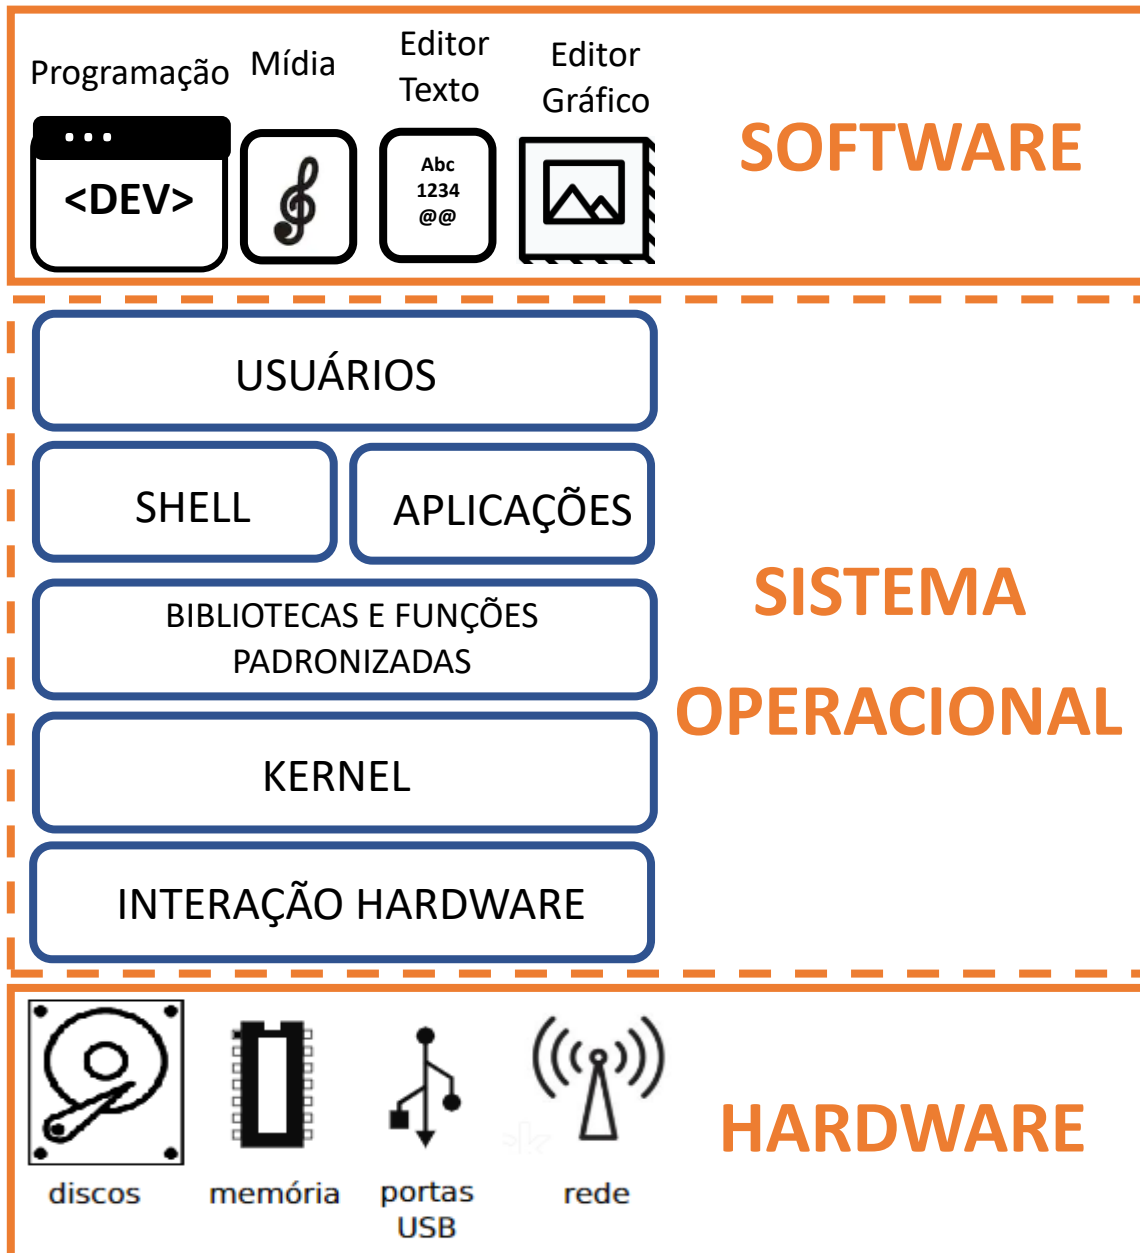 Programação
Mídia
Editor
Texto
Editor
Gráfico
<DEV>
Abc
1234
@@
SOFTWARE
USUÁRIOS
SHELL
APLICAÇÕES
BIBLIOTECAS E FUNÇÕES
PADRONIZADAS
KERNEL
INTERAÇÃO HARDWARE
SISTEMA
OPERACIONAL
discos
memória
portas
USB
rede
HARDWARE